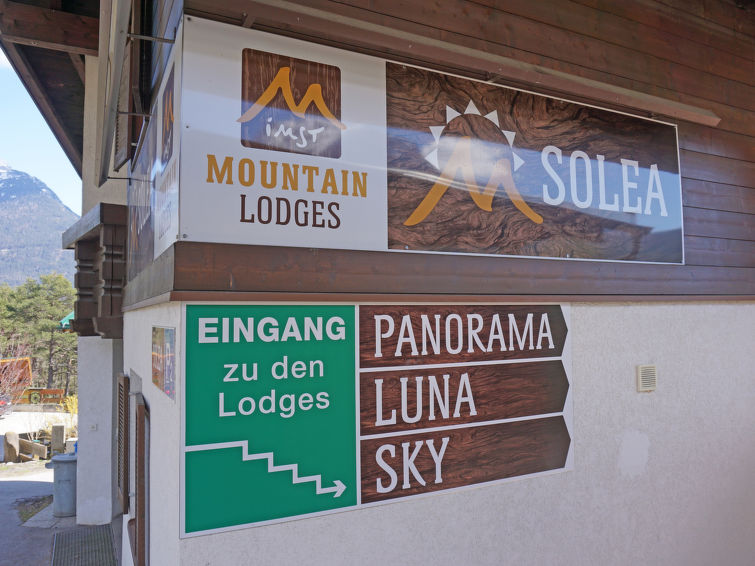 imst
MOUNTAIN
LODGES
SOLEA
EINGANG
zu den
Lodges
PANORAMA
LUNA
SKY